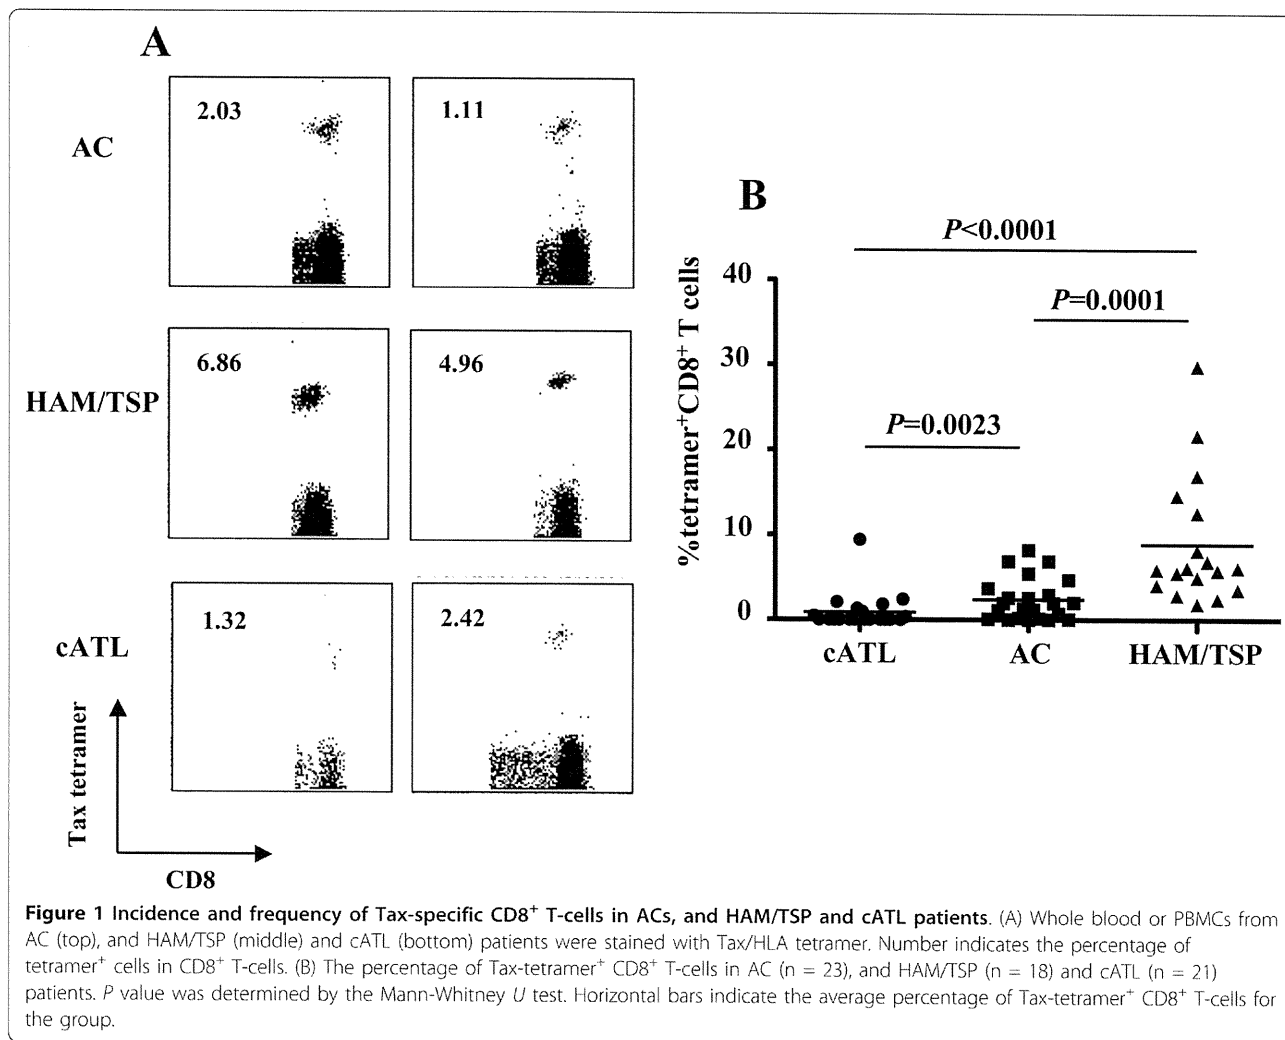 A
AC
2.03
1.11
HAM/TSP
6.86
4.96
cATL
1.32
2.42
Tax tetramer
CD8
B
P<0.0001
P=0.0001
P=0.0023
%tetramer⁺CD8⁺ T cells
40
30
20
10
0
cATL
AC
HAM/TSP
Figure 1 Incidence and frequency of Tax-specific CD8⁺ T-cells in ACs, and HAM/TSP and cATL patients. (A) Whole blood or PBMCs from
AC (top), and HAM/TSP (middle) and cATL (bottom) patients were stained with Tax/HLA tetramer. Number indicates the percentage of
tetramer⁺ cells in CD8⁺ T-cells. (B) The percentage of Tax-tetramer⁺ CD8⁺ T-cells in AC (n = 23), and HAM/TSP (n = 18) and cATL (n = 21)
patients. P value was determined by the Mann-Whitney U test. Horizontal bars indicate the average percentage of Tax-tetramer⁺ CD8⁺ T-cells for
the group.